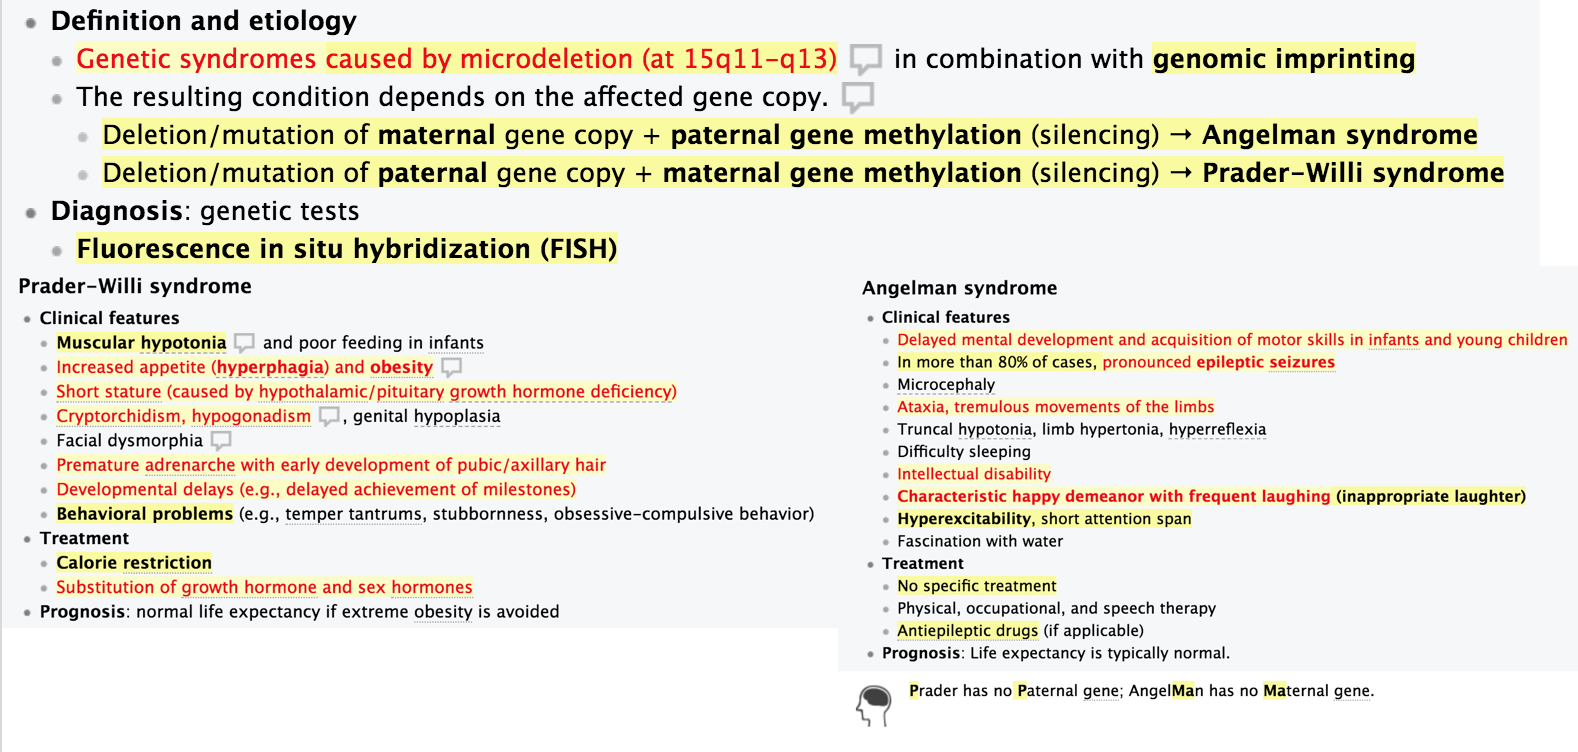 Definition and etiology
Genetic syndromes caused by microdeletion (at 15q11-q13) in combination with genomic imprinting
The resulting condition depends on the affected gene copy.
Deletion/mutation of maternal gene copy + paternal gene methylation (silencing) → Angelman syndrome
Deletion/mutation of paternal gene copy + maternal gene methylation (silencing) → Prader-Willi syndrome
Diagnosis: genetic tests
Fluorescence in situ hybridization (FISH)
Prader-Willi syndrome
Clinical features
Muscular hypotonia and poor feeding in infants
Increased appetite (hyperphagia) and obesity
Short stature (caused by hypothalamic/pituitary growth hormone deficiency)
Cryptorchidism, hypogonadism , genital hypoplasia
Facial dysmorphia
Premature adrenarche with early development of pubic/axillary hair
Developmental delays (e.g., delayed achievement of milestones)
Behavioral problems (e.g., temper tantrums, stubbornness, obsessive-compulsive behavior)
Treatment
Calorie restriction
Substitution of growth hormone and sex hormones
Prognosis: normal life expectancy if extreme obesity is avoided
Angelman syndrome
Clinical features
Delayed mental development and acquisition of motor skills in infants and young children
In more than 80% of cases, pronounced epileptic seizures
Microcephaly
Ataxia, tremulous movements of the limbs
Truncal hypotonia, limb hypertonia, hyperreflexia
Difficulty sleeping
Intellectual disability
Characteristic happy demeanor with frequent laughing (inappropriate laughter)
Hyperexcitability, short attention span
Fascination with water
Treatment
No specific treatment
Physical, occupational, and speech therapy
Antiepileptic drugs (if applicable)
Prognosis: Life expectancy is typically normal.
Prader has no Paternal gene; AngelMan has no Maternal gene.